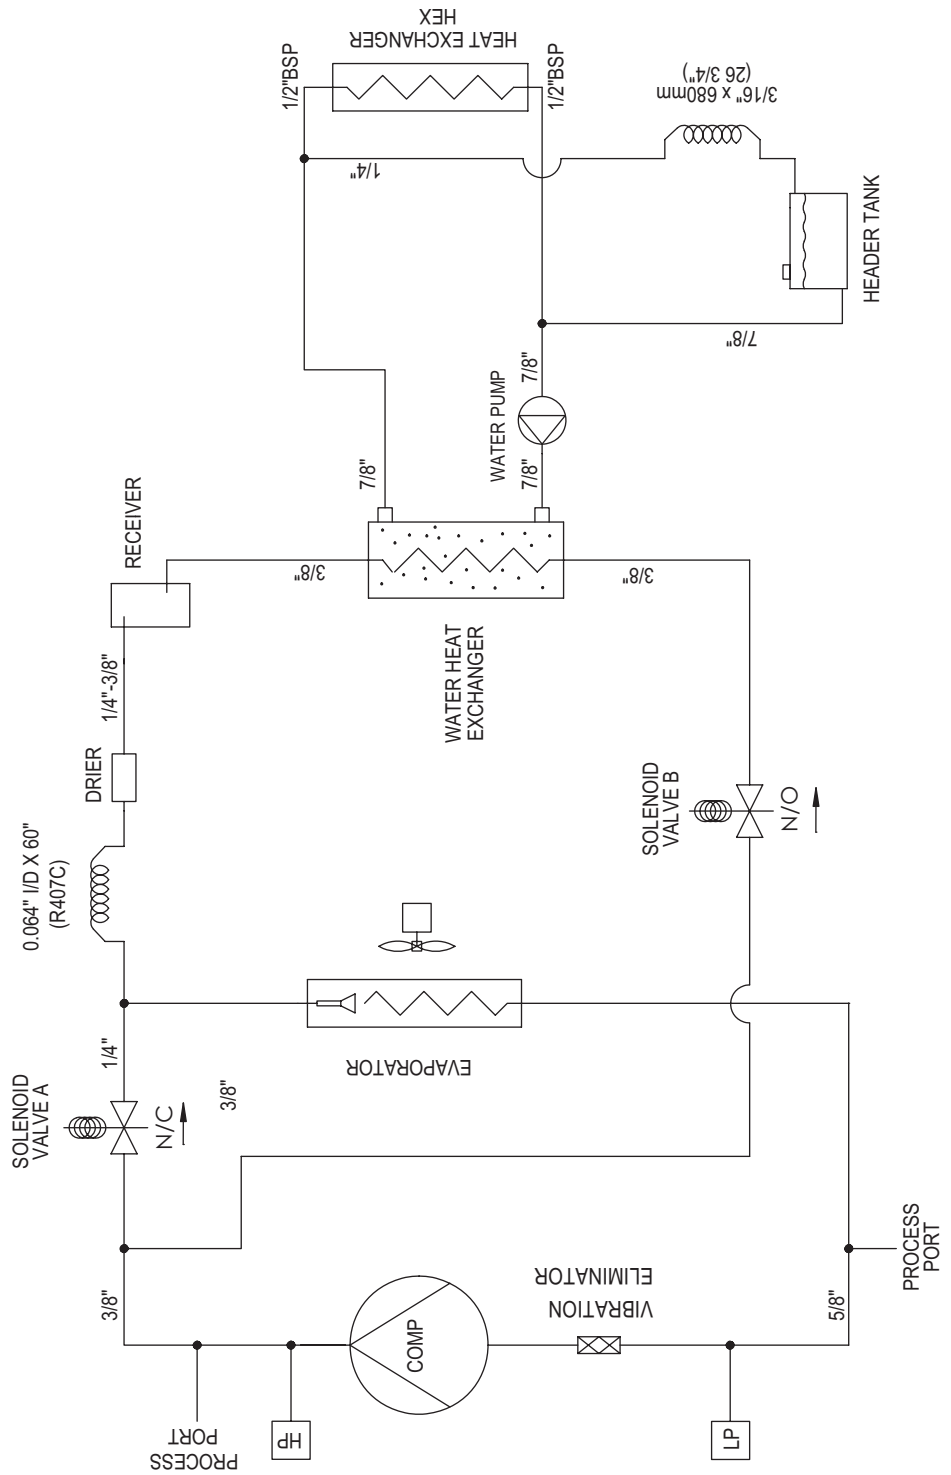 HEAT EXCHANGER
HEX
1/2"BSP
1/2"BSP
3/16" x 680mm
(26 3/4")
1/4"
HEADER TANK
7/8"
7/8"
WATER PUMP
7/8"
7/8"
RECEIVER
3/8"
3/8"
WATER HEAT
EXCHANGER
1/4"-3/8"
DRIER
0.064" I/D X 60"
(R407C)
SOLENOID
VALVE B
N/O
EVAPORATOR
1/4"
3/8"
SOLENOID
VALVE A
N/C
3/8"
COMP
VIBRATION
ELIMINATOR
PROCESS
PORT
5/8"
PROCESS
PORT
HP
LP